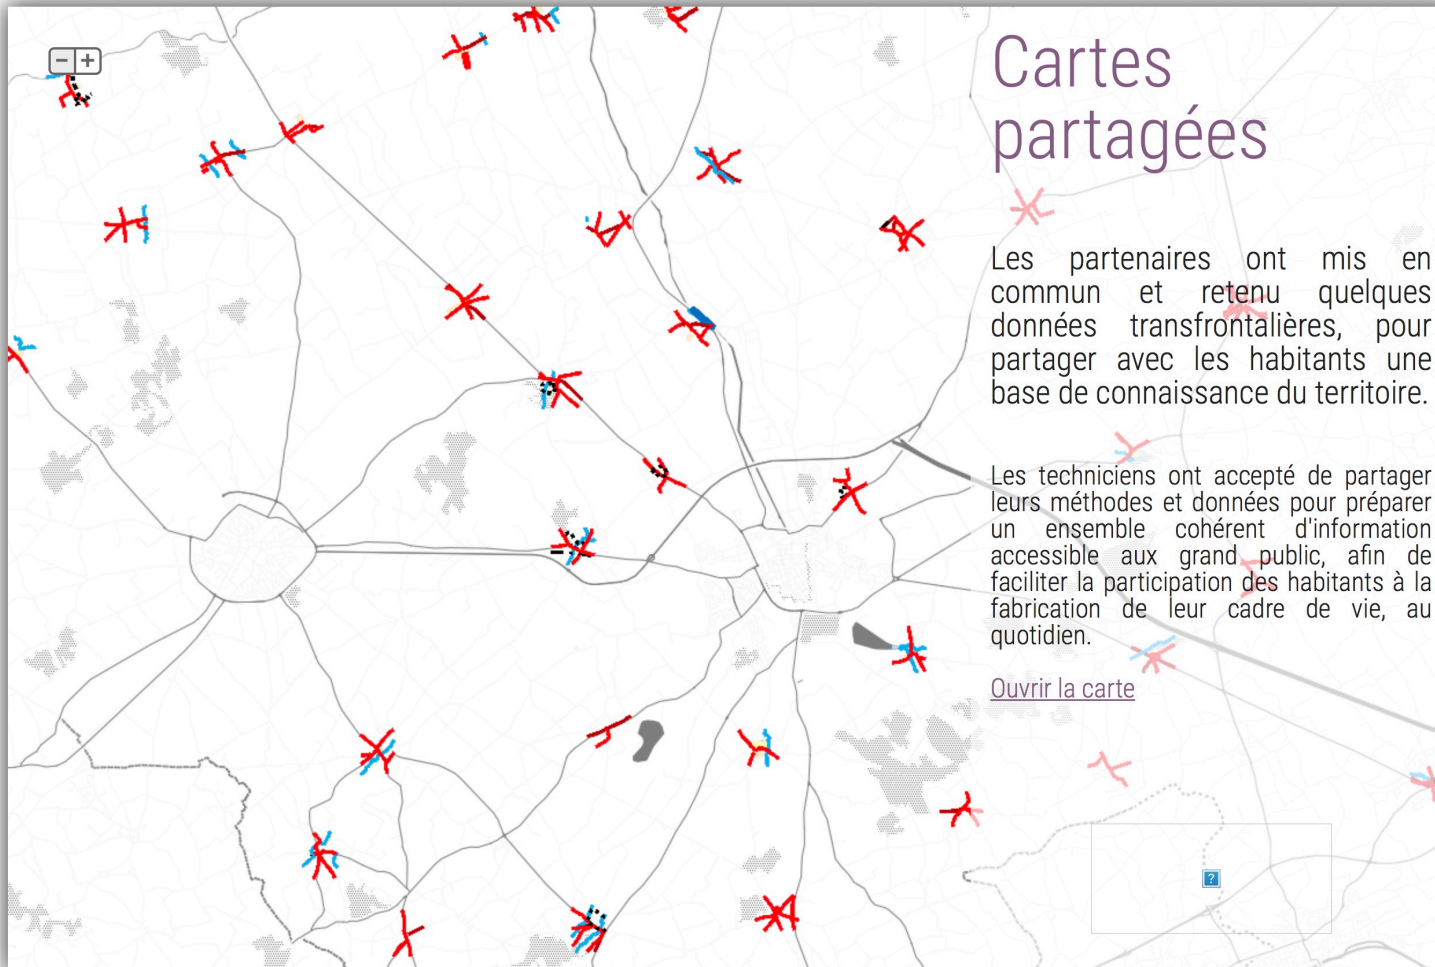 − +
Cartes
partagées
Les partenaires ont mis en
commun et retenu quelques
données transfrontalières, pour
partager avec les habitants une
base de connaissance du territoire.
Les techniciens ont accepté de partager
leurs méthodes et données pour préparer
un ensemble cohérent d'information
accessible aux grand public, afin de
faciliter la participation des habitants à la
fabrication de leur cadre de vie, au
quotidien.
Ouvrir la carte
?